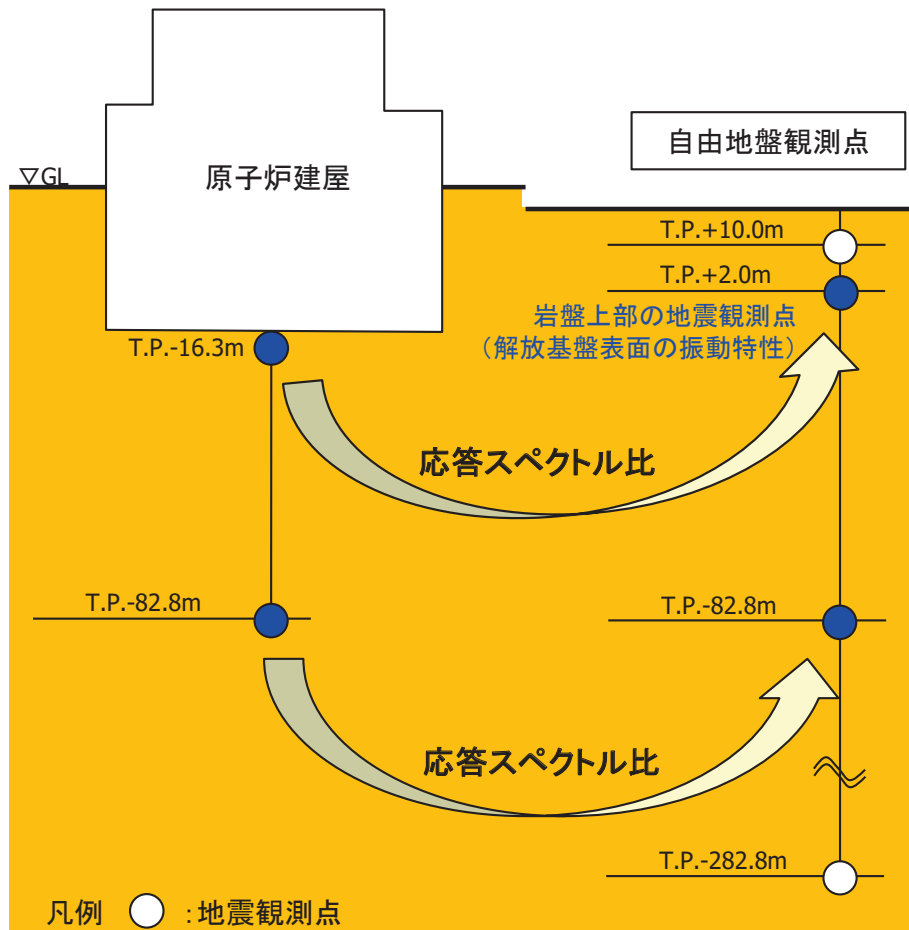 ▽GL
原子炉建屋
自由地盤観測点
T.P.+10.0m
T.P.+2.0m
岩盤上部の地震観測点
（解放基盤表面の振動特性）
T.P.-16.3m
応答スペクトル比
T.P.-82.8m
T.P.-82.8m
応答スペクトル比
T.P.-282.8m
凡例 ○ ：地震観測点